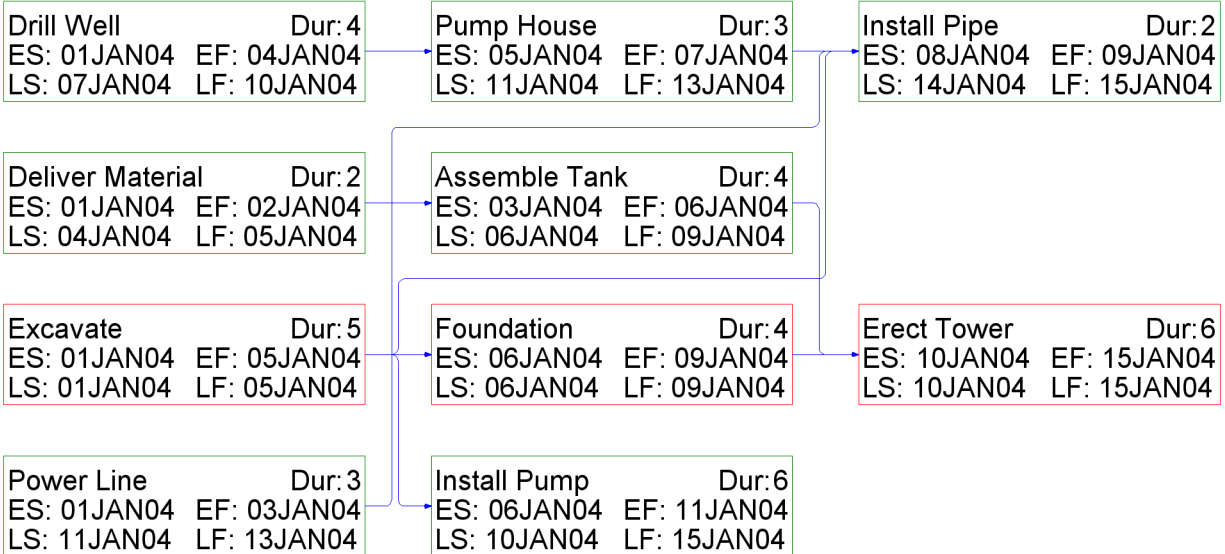 Drill Well Dur: 4
ES: 01JAN04 EF: 04JAN04
LS: 07JAN04 LF: 10JAN04
Pump House Dur: 3
ES: 05JAN04 EF: 07JAN04
LS: 11JAN04 LF: 13JAN04
Install Pipe Dur: 2
ES: 08JAN04 EF: 09JAN04
LS: 14JAN04 LF: 15JAN04
Deliver Material Dur: 2
ES: 01JAN04 EF: 02JAN04
LS: 04JAN04 LF: 05JAN04
Assemble Tank Dur: 4
ES: 03JAN04 EF: 06JAN04
LS: 06JAN04 LF: 09JAN04
Excavate Dur: 5
ES: 01JAN04 EF: 05JAN04
LS: 01JAN04 LF: 05JAN04
Foundation Dur: 4
ES: 06JAN04 EF: 09JAN04
LS: 06JAN04 LF: 09JAN04
Erect Tower Dur: 6
ES: 10JAN04 EF: 15JAN04
LS: 10JAN04 LF: 15JAN04
Power Line Dur: 3
ES: 01JAN04 EF: 03JAN04
LS: 11JAN04 LF: 13JAN04
Install Pump Dur: 6
ES: 06JAN04 EF: 11JAN04
LS: 10JAN04 LF: 15JAN04